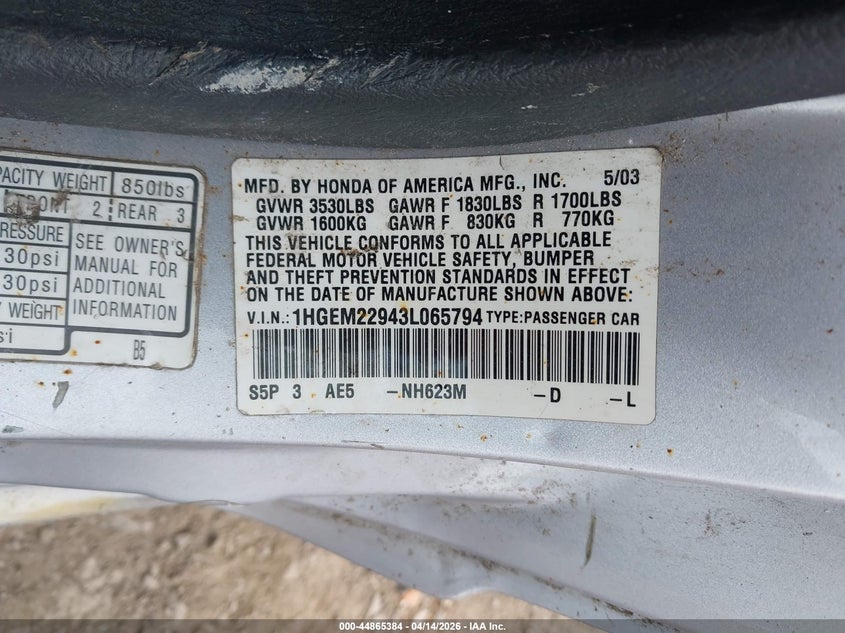 PACITY WEIGHT 850lbs
FRONT 2 REAR 3
PRESSURE
30psi
30psi
SEE OWNER'S
MANUAL FOR
ADDITIONAL
INFORMATION
WEIGHT
B5
MFD. BY HONDA OF AMERICA MFG., INC. 5/03
GVWR 3530LBS GAWR F 1830LBS R 1700LBS
GVWR 1600KG GAWR F 830KG R 770KG
THIS VEHICLE CONFORMS TO ALL APPLICABLE
FEDERAL MOTOR VEHICLE SAFETY, BUMPER
AND THEFT PREVENTION STANDARDS IN EFFECT
ON THE DATE OF MANUFACTURE SHOWN ABOVE:
V.I.N.: 1HGEM22943L065794 TYPE: PASSENGER CAR
S5P 3 AE5 -NH623M -D -L
000-44865384 - 04/14/2026 - IAA Inc.